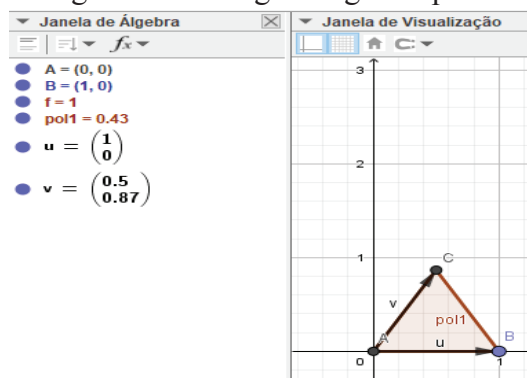 Janela de Álgebra
A = (0, 0)
B = (1, 0)
f = 1
pol1 = 0.43
u = (1
0)
v = (0.5
0.87)
Janela de Visualização
3
2
1
0
1
A
B
C
v
u
pol1
fx